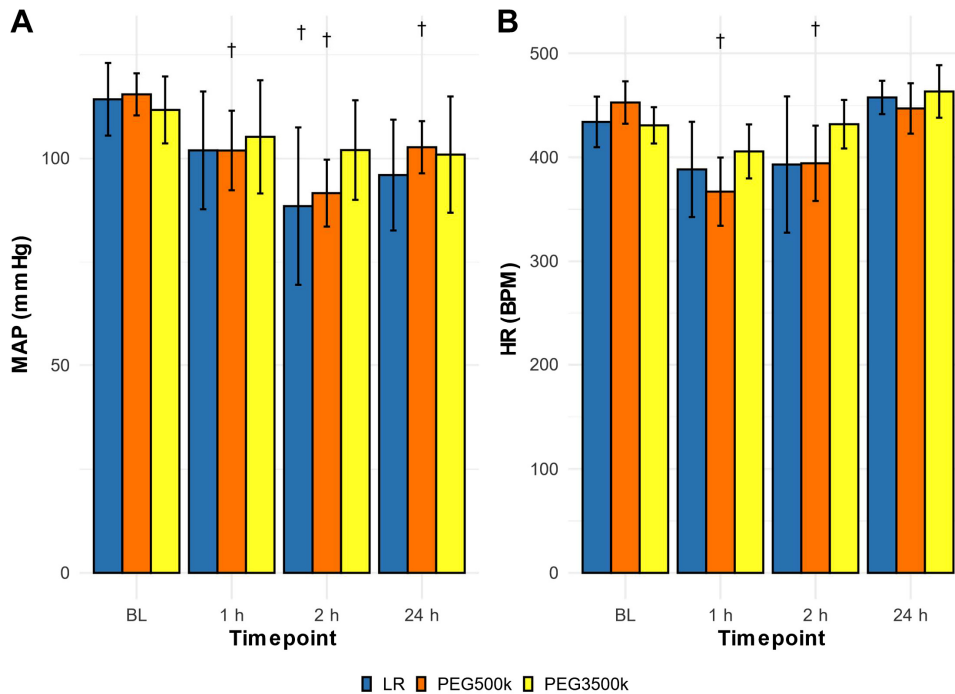 A
B
†
†
†
†
†
†
MAP (mmHg)
100
50
0
BL
1 h
2 h
24 h
Timepoint
HR (BPM)
500
400
300
200
100
0
BL
1 h
2 h
24 h
Timepoint
LR PEG500k PEG3500k